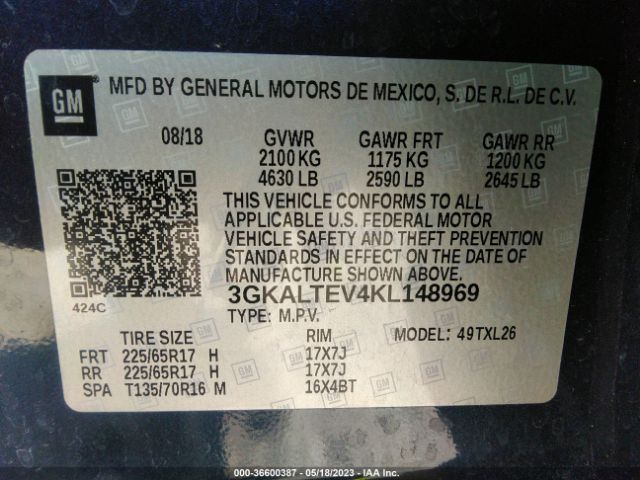 GM MFD BY GENERAL MOTORS DE MEXICO, S. DE R.L. DE C.V.
08/18 GVWR GAWR FRT GAWR RR
2100 KG 1175 KG 1200 KG
4630 LB 2590 LB 2645 LB
THIS VEHICLE CONFORMS TO ALL
APPLICABLE U.S. FEDERAL MOTOR
VEHICLE SAFETY AND THEFT PREVENTION
STANDARDS IN EFFECT ON THE DATE OF
MANUFACTURE SHOWN ABOVE.
424C 3GKALTEV4KL148969
TYPE: M.P.V. MODEL: 49TXL26
TIRE SIZE RIM
FRT 225/65R17 H 17X7J
RR 225/65R17 H 17X7J
SPA T135/70R16 M 16X4BT
000-36600387 - 05/18/2023 - IAA Inc.